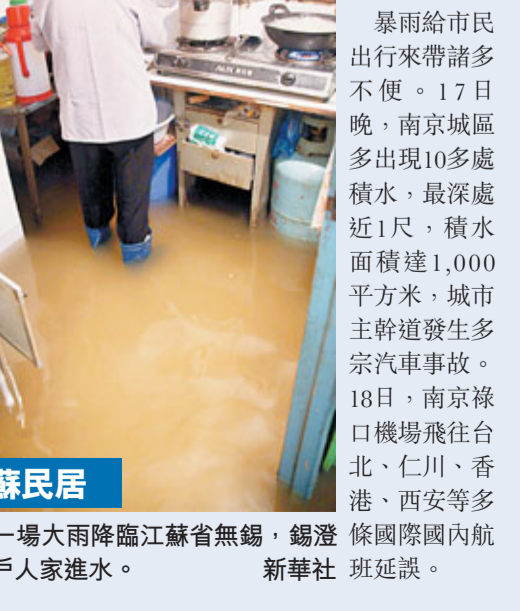 暴雨給市民
出行來帶諸多
不便。17日
晚，南京城區
多出現10多處
積水，最深處
近1尺，積水
面積達1,000
平方米，城市
主幹道發生多
宗汽車事故。
18日，南京祿
口機場飛往台
北、仁川、香
港、西安等多
條國際國內航
班延誤。
蘇民居
一場大雨降臨江蘇省無錫，錫澄
戶人家進水。 新華社